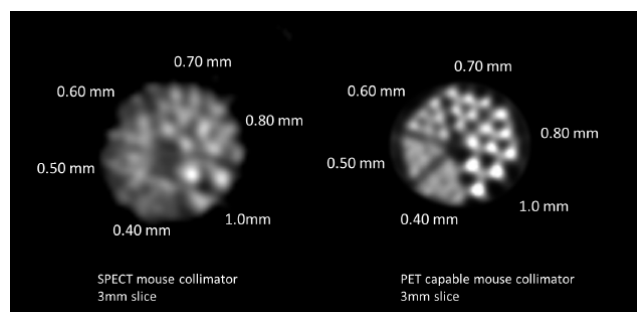 0.70 mm
0.60 mm
0.80 mm
0.50 mm
0.40 mm
1.0mm
SPECT mouse collimator
3mm slice
0.70 mm
0.60 mm
0.80 mm
0.50 mm
0.40 mm
1.0 mm
PET capable mouse collimator
3mm slice